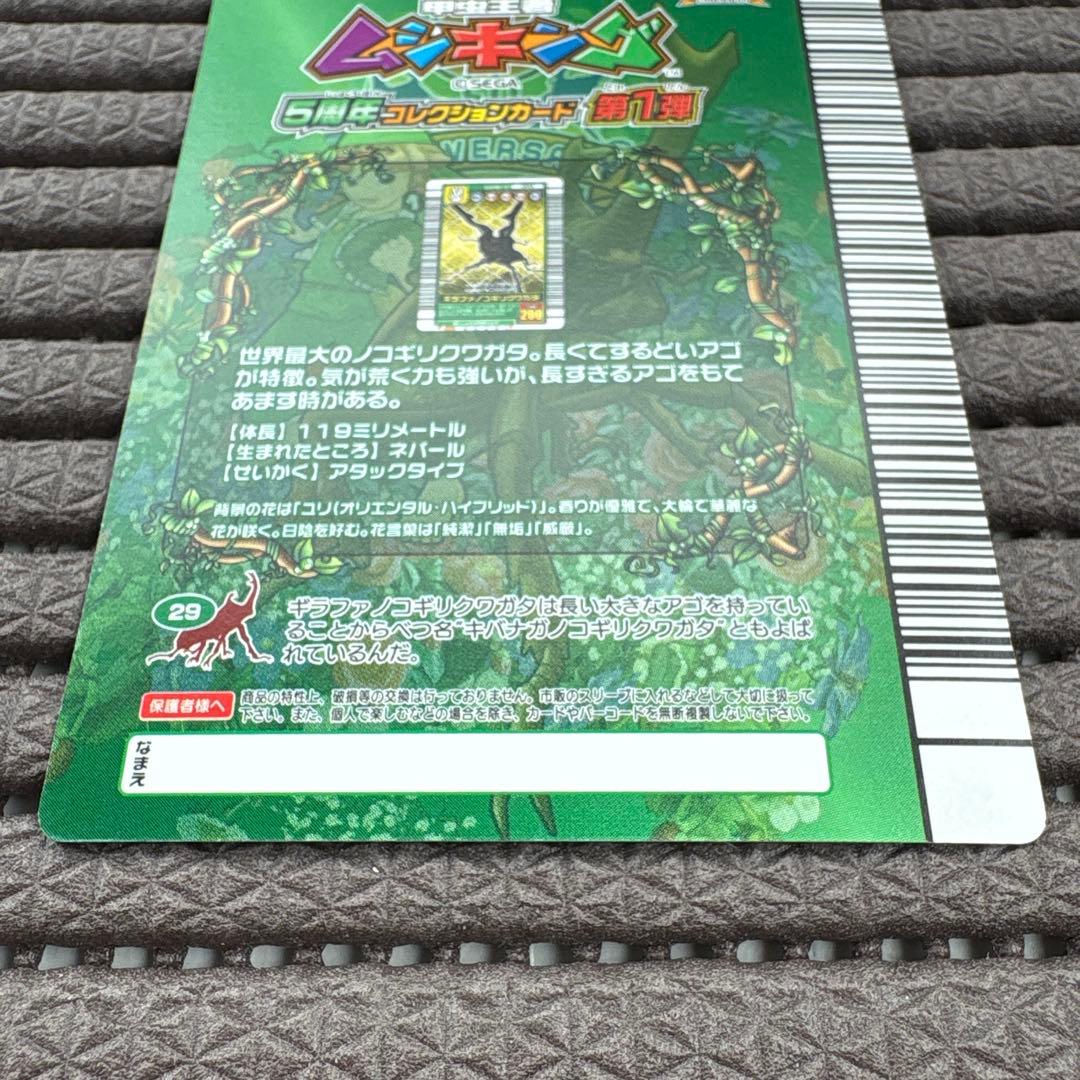 甲虫王者
ムシキング
©SEGA
5周年コレクションカード 第1弾
ギラファノコギリクワガタ
200
世界最大のノコギリクワガタ。長くてするどいアゴ
が特徴。気が荒く力も強いが、長すぎるアゴをもて
あます時がある。
【体長】119ミリメートル
【生まれたところ】ネパール
【せいかく】アタックタイプ
背景の花は「ユリ(オリエンタル・ハイブリッド)」。香りが優雅で、大輪で華麗な
花が咲く。日陰を好む。花言葉は「純潔」「無垢」「威厳」。
29
ギラファノコギリクワガタは長い大きなアゴを持ってい
ることからべつ名“キバナガノコギリクワガタ”ともよば
れているんだ。
保護者様へ
商品の特性上、破損等の交換は行っておりません。市販のスリーブに入れるなどして大切に扱って
下さい。また、個人で楽しむなどの場合を除き、カードやバーコードを無断複製しないで下さい。
なまえ